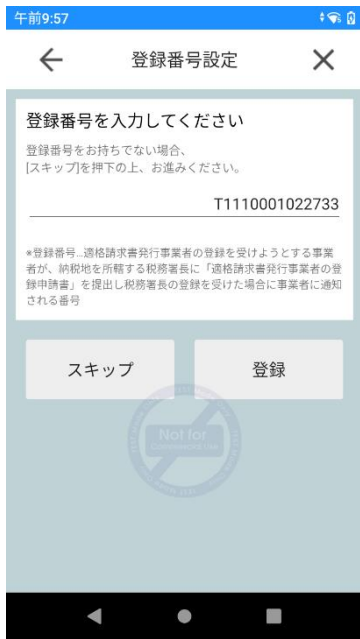 午前9:57
登録番号設定
登録番号を入力してください
登録番号をお持ちでない場合、
[スキップ]を押下の上、お進みください。
T1110001022733
*登録番号…適格請求書発行事業者の登録を受けようとする事業
者が、納税地を所轄する税務署長に「適格請求書発行事業者の登
録申請書」を提出し税務署長の登録を受けた場合に事業者に通知
される番号
スキップ
登録
Not for
Commercial Use